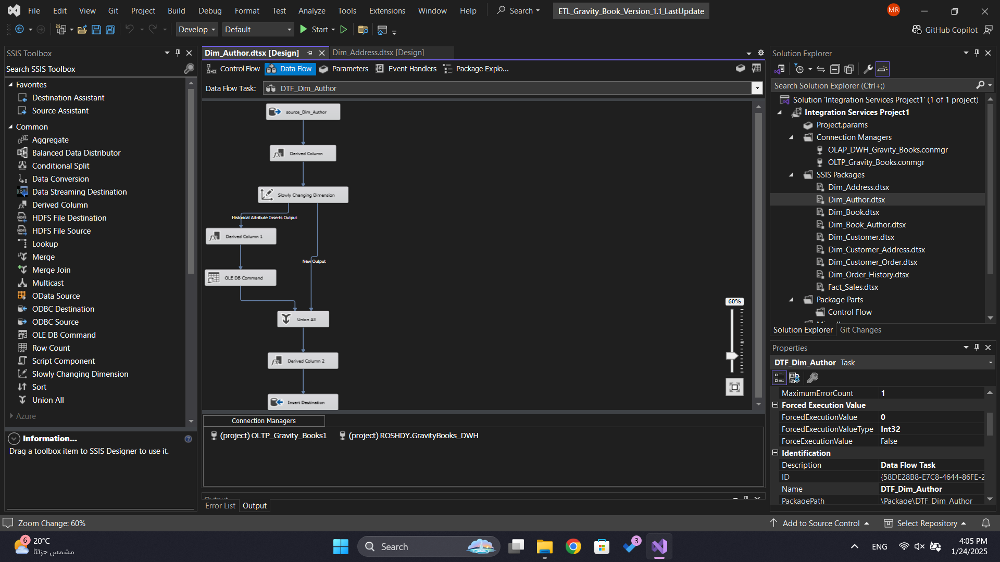 File Edit View Git Project Build Debug Format Test Analyze Tools Extensions Window Help Search ETL_Gravity_Book_Version_1.1_LastUpdate MR
Develop Default Start GitHub Copilot
SSIS Toolbox
Search SSIS Toolbox
Favorites
Destination Assistant
Source Assistant
Common
Aggregate
Balanced Data Distributor
Conditional Split
Data Conversion
Data Streaming Destination
Derived Column
HDFS File Destination
HDFS File Source
Lookup
Merge
Merge Join
Multicast
OData Source
ODBC Destination
ODBC Source
OLE DB Command
Row Count
Script Component
Slowly Changing Dimension
Sort
Union All
Azure
Information...
Drag a toolbox item to SSIS Designer to use it.
Dim_Author.dtsx [Design] Dim_Address.dtsx [Design]
Control Flow Data Flow Parameters Event Handlers Package Explo...
Data Flow Task: DTF_Dim_Author
source_Dim_Author
Derived Column
Slowly Changing Dimension
Historical Attribute Inserts Output
Derived Column 1
New Output
OLE DB Command
Union All
Derived Column 2
Insert Destination
60%
Connection Managers
(project) OLTP_Gravity_Books1 (project) ROSHDY.GravityBooks_DWH
Output
Error List Output
Solution Explorer
Search Solution Explorer (Ctrl+;)
Solution 'Integration Services Project1' (1 of 1 project)
Integration Services Project1
Project.params
Connection Managers
OLAP_DWH_Gravity_Books.conmgr
OLTP_Gravity_Books.conmgr
SSIS Packages
Dim_Address.dtsx
Dim_Author.dtsx
Dim_Book.dtsx
Dim_Book_Author.dtsx
Dim_Customer.dtsx
Dim_Customer_Address.dtsx
Dim_Customer_Order.dtsx
Dim_Order_History.dtsx
Fact_Sales.dtsx
Package Parts
Control Flow
Solution Explorer Git Changes
Properties
DTF_Dim_Author Task
MaximumErrorCount 1
Forced Execution Value
ForcedExecutionValue 0
ForcedExecutionValueType Int32
ForceExecutionValue False
Identification
Description Data Flow Task
ID {58DE28B8-E7C8-4644-86FE-2
Name DTF_Dim_Author
PackagePath \Package\DTF_Dim_Author
Zoom Change: 60% Add to Source Control Select Repository
6 20°C
مشمس جزئيًا
Search 3 ENG
4:05 PM
1/24/2025